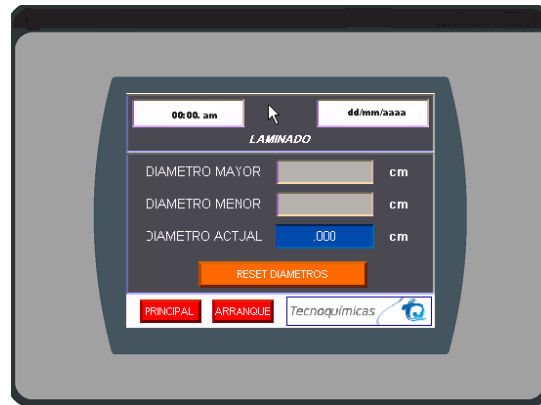 00:00. am dd/mm/aaaa
LAMINADO
DIAMETRO MAYOR cm
DIAMETRO MENOR cm
DIAMETRO ACTJAL .000 cm
RESET DIAMETROS
PRINCIPAL ARRANQUE Tecnoquímicas TQ